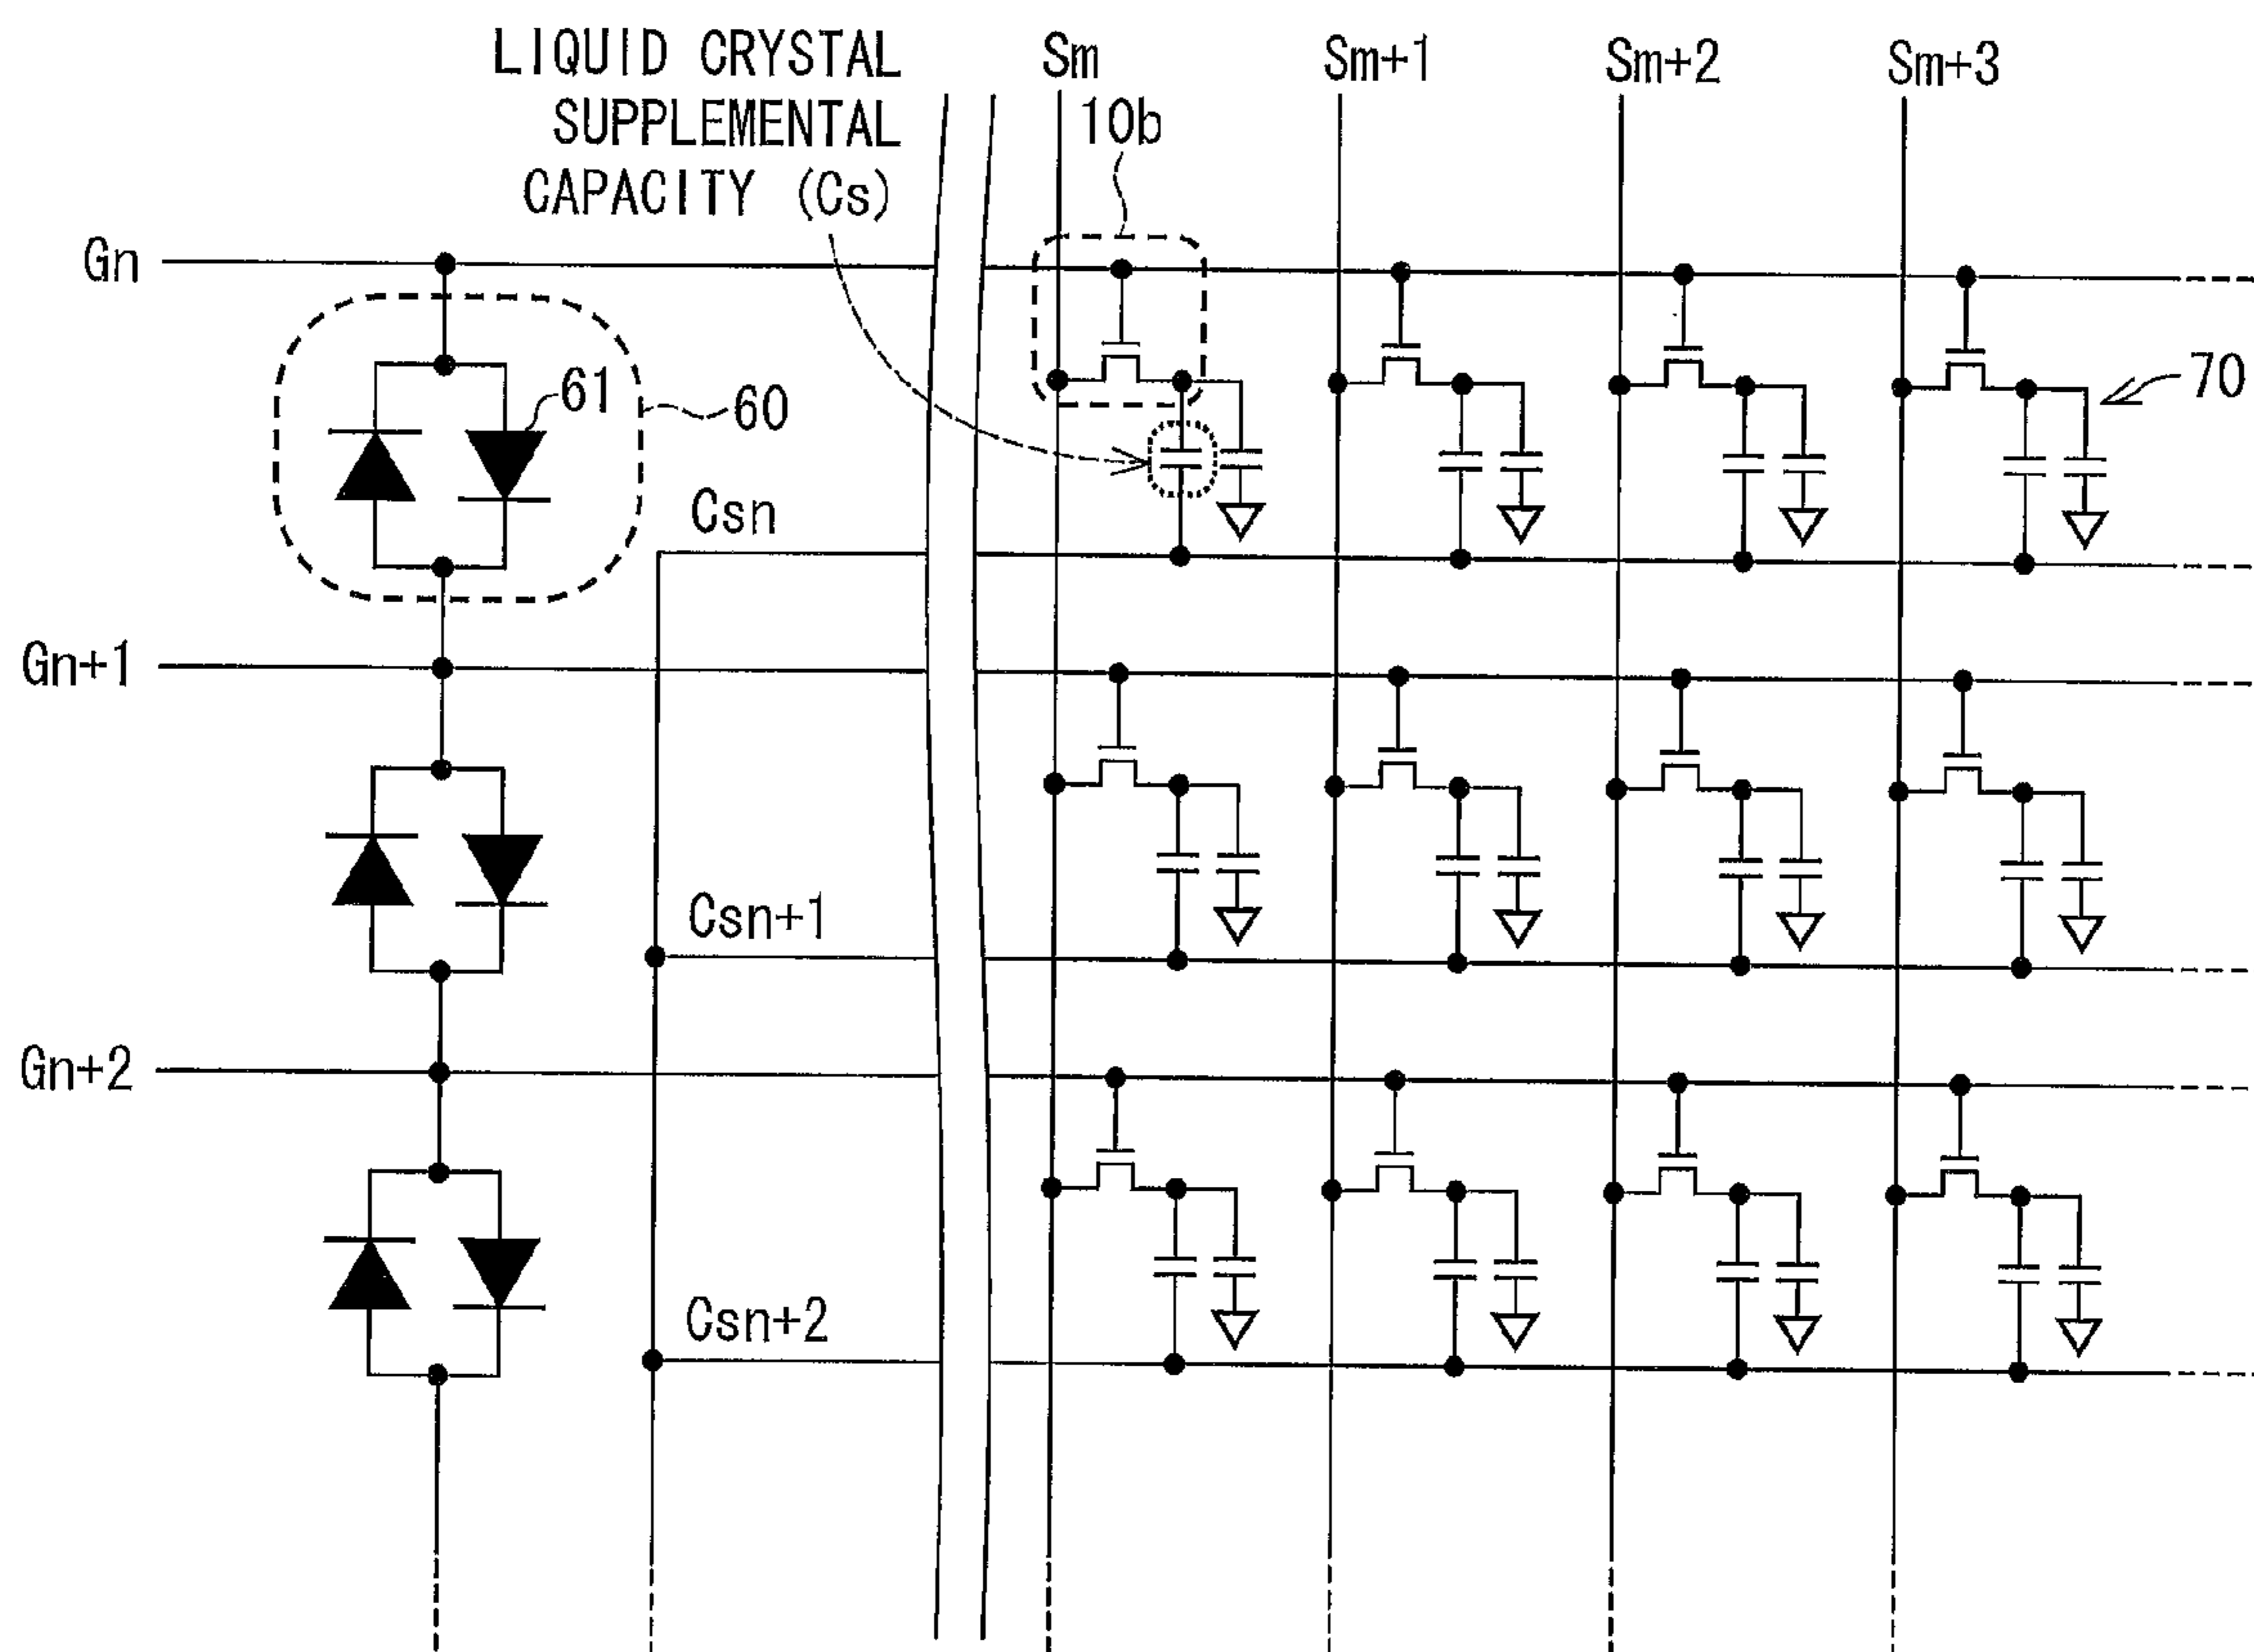 LIQUID CRYSTAL
SUPPLEMENTAL
CAPACITY (Cs)
Sm
Sm+1
Sm+2
Sm+3
10b
Gn
61
60
70
Csn
Gn+1
Csn+1
Gn+2
Csn+2